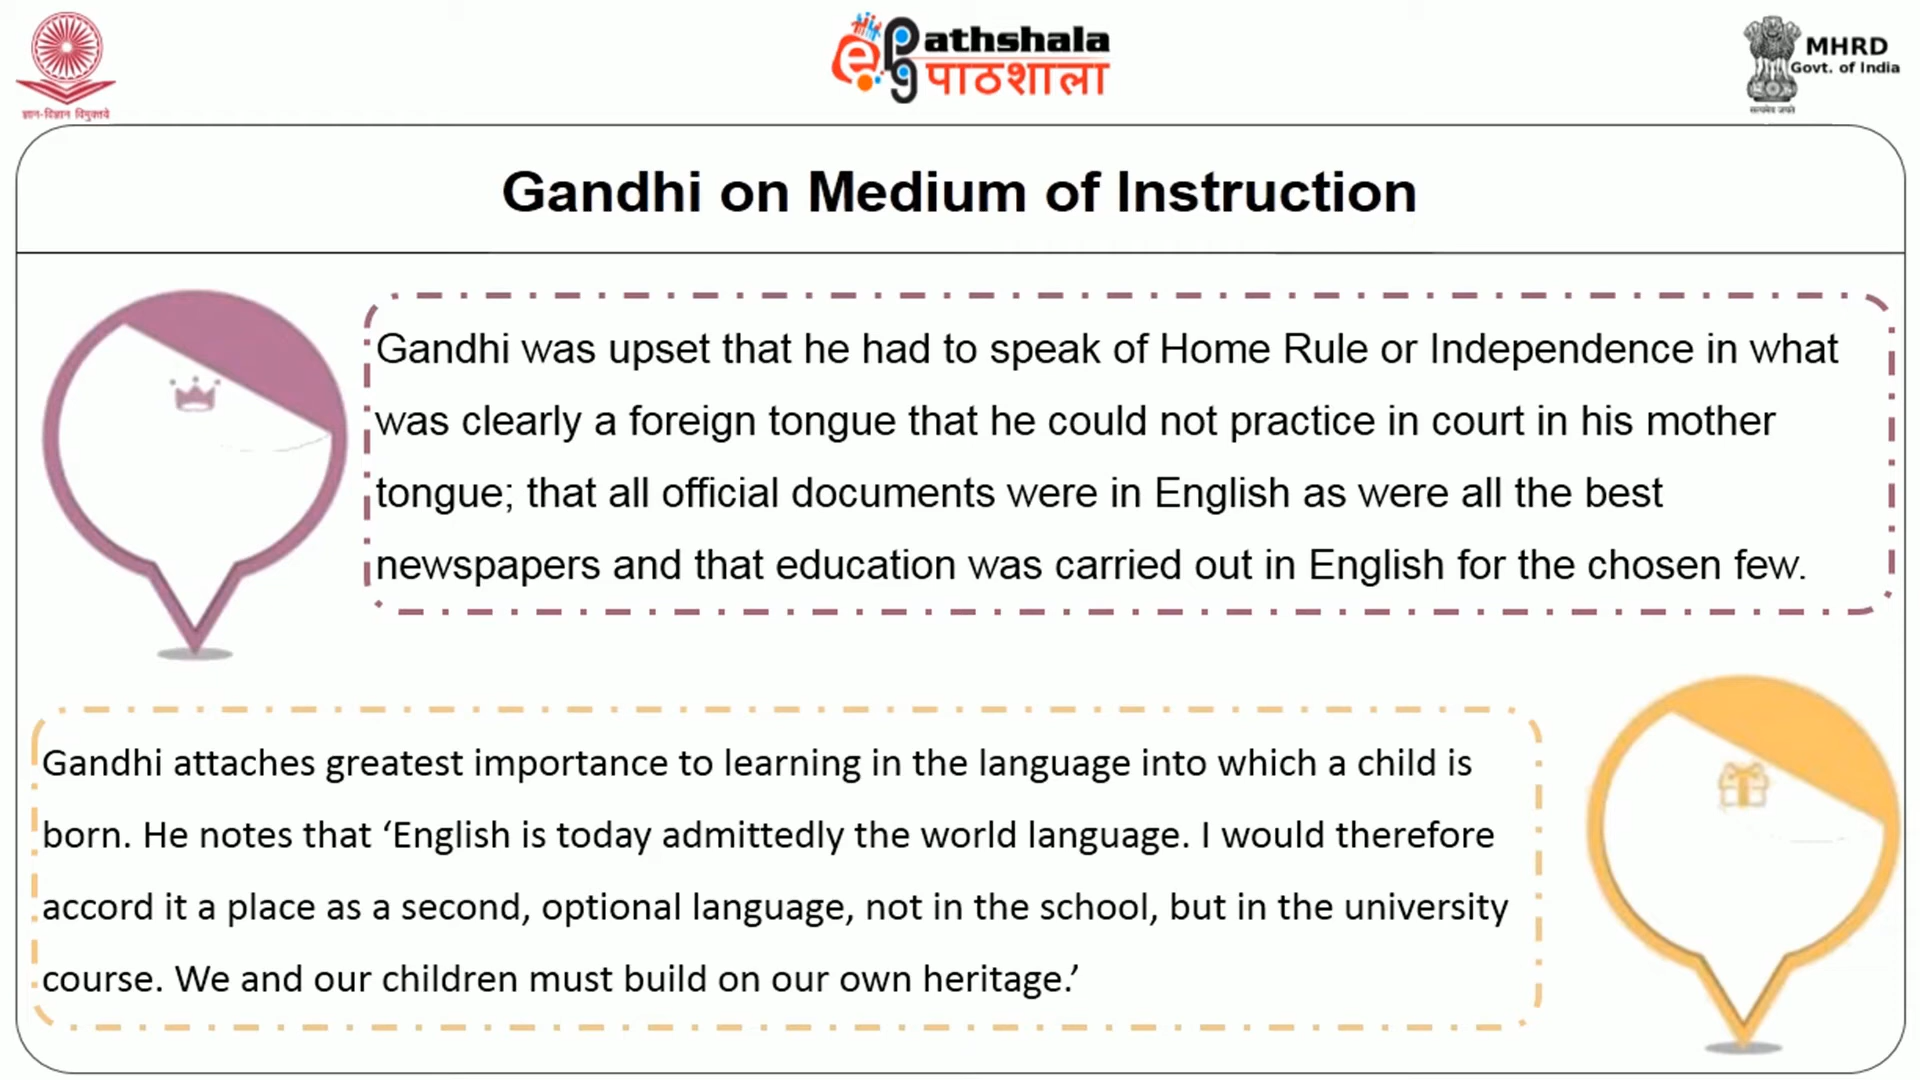 ज्ञान-विज्ञान विमुक्तये
e pg Pathshala
पाठशाला
MHRD
Govt. of India
सत्यमेव जयते
Gandhi on Medium of Instruction
Gandhi was upset that he had to speak of Home Rule or Independence in what
was clearly a foreign tongue that he could not practice in court in his mother
tongue; that all official documents were in English as were all the best
newspapers and that education was carried out in English for the chosen few.
Gandhi attaches greatest importance to learning in the language into which a child is
born. He notes that ‘English is today admittedly the world language. I would therefore
accord it a place as a second, optional language, not in the school, but in the university
course. We and our children must build on our own heritage.’